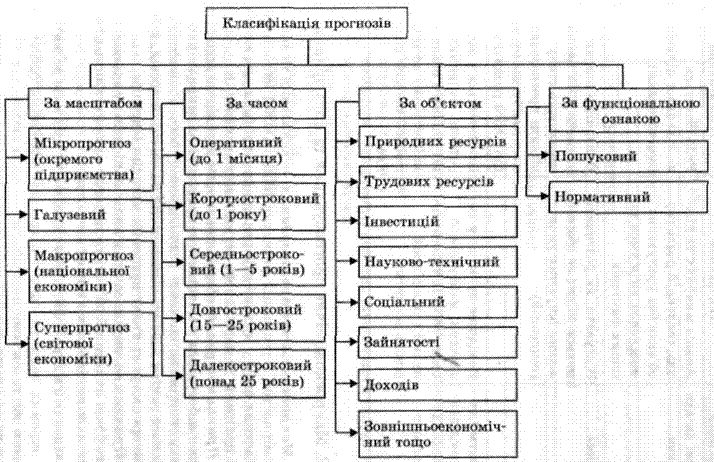 Класифікація прогнозів
За масштабом
Мікропрогноз
(окремого
підприємства)
Галузевий
Макропрогноз
(національної
економіки)
Суперпрогноз
(світової
економіки)
За часом
Оперативний
(до 1 місяця)
Короткостроковий
(до 1 року)
Середньостроко-
вий (1—5 років)
Довгостроковий
(15—25 років)
Далекостроковий
(понад 25 років)
За об’єктом
Природних ресурсів
Трудових ресурсів
Інвестицій
Науково-технічний
Соціальний
Зайнятості
Доходів
Зовнішньоекономіч-
ний тощо
За функціональною
ознакою
Пошуковий
Нормативний